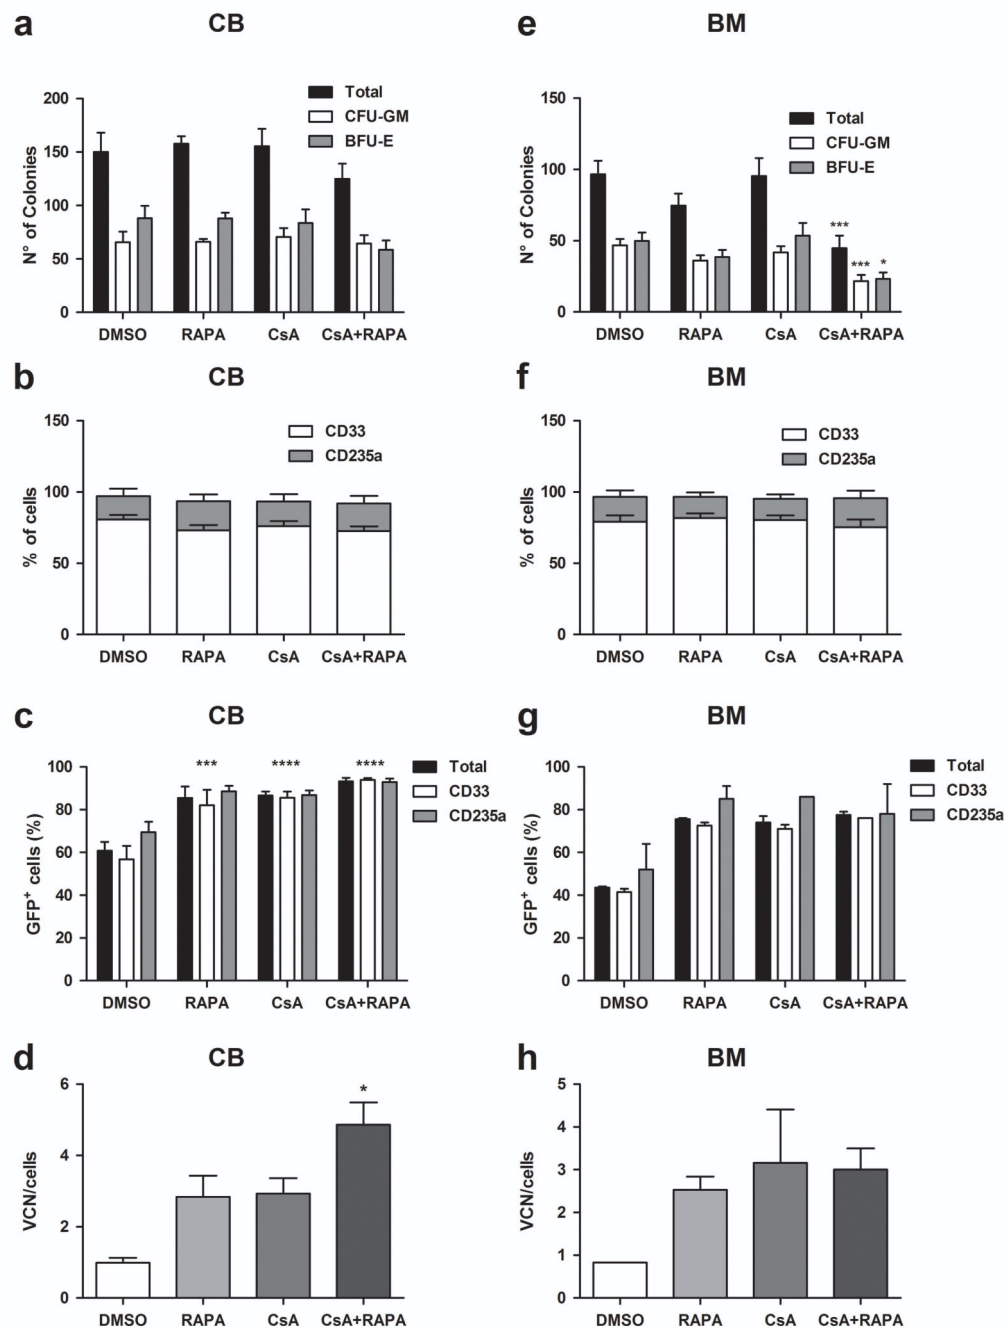 a CB
Total
CFU-GM
BFU-E
N° of Colonies
200
150
100
50
0
DMSO RAPA CsA CsA+RAPA
e BM
Total
CFU-GM
BFU-E
N° of Colonies
150
100
50
0
*** *** *
DMSO RAPA CsA CsA+RAPA
b CB
CD33
CD235a
% of cells
150
100
50
0
DMSO RAPA CsA CsA+RAPA
f BM
CD33
CD235a
% of cells
150
100
50
0
DMSO RAPA CsA CsA+RAPA
c CB
Total
CD33
CD235a
GFP+ cells (%)
100
80
60
40
20
0
*** **** ****
DMSO RAPA CsA CsA+RAPA
g BM
Total
CD33
CD235a
GFP+ cells (%)
100
80
60
40
20
0
DMSO RAPA CsA CsA+RAPA
d CB
VCN/cells
6
4
2
0
*
DMSO RAPA CsA CsA+RAPA
h BM
VCN/cells
5
4
3
2
1
0
DMSO RAPA CsA CsA+RAPA